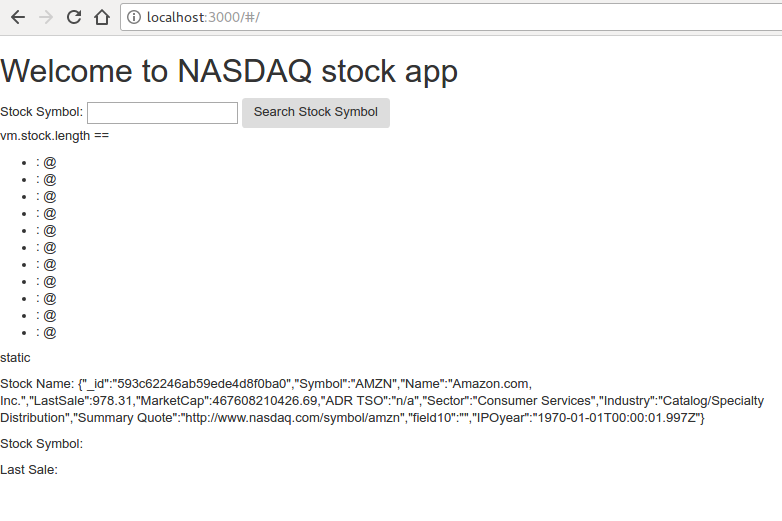 localhost:3000/#/
Welcome to NASDAQ stock app
Stock Symbol: Search Stock Symbol
vm.stock.length ==
• : @
• : @
• : @
• : @
• : @
• : @
• : @
• : @
• : @
• : @
• : @
static
Stock Name: {"_id":"593c62246ab59ede4d8f0ba0","Symbol":"AMZN","Name":"Amazon.com,
Inc.","LastSale":978.31,"MarketCap":467608210426.69,"ADR TSO":"n/a","Sector":"Consumer Services","Industry":"Catalog/Specialty
Distribution","Summary Quote":"http://www.nasdaq.com/symbol/amzn","field10":"","IPOyear":"1970-01-01T00:00:01.997Z"}
Stock Symbol:
Last Sale: